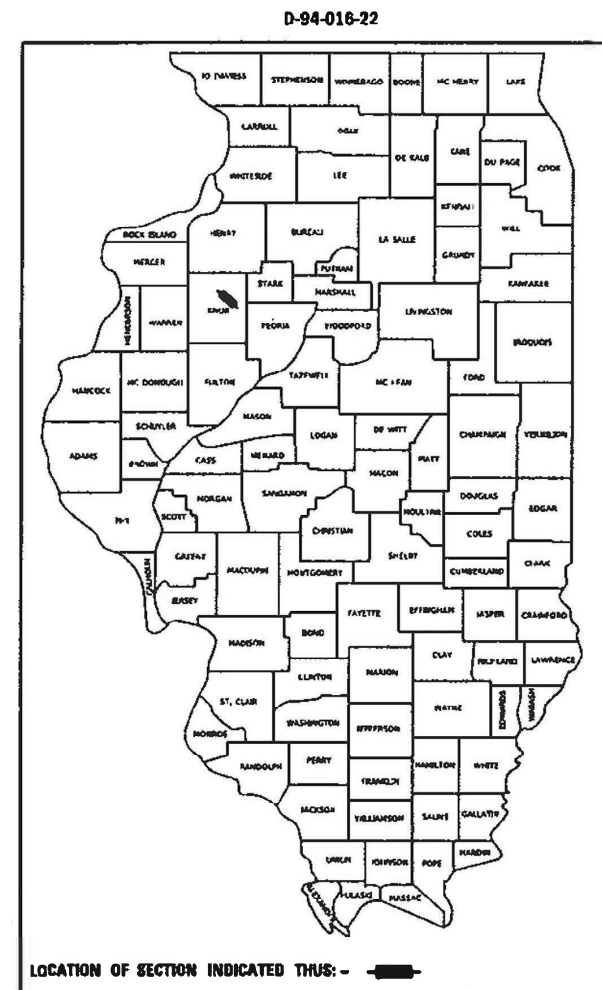 D-94-016-22
JO DAVIESS STEPHENSON WINNEBAGO BOONE MC HENRY LAKE
CARROLL OGLE DE KALB KANE DU PAGE COOK
WHITESIDE LEE
KENDALL WILL
ROCK ISLAND HENRY BUREAU LA SALLE GRUNDY
MERCER PUTNAM
STARK MARSHALL KANKAKEE
HENDERSON WARREN KNOX PEORIA WOODFORD LIVINGSTON IROQUOIS
HANCOCK MC DONOUGH FULTON TAZEWELL MC LEAN FORD
SCHUYLER MASON LOGAN DE WITT CHAMPAIGN VERMILION
ADAMS BROWN CASS MENARD MACON PIATT
SCOTT MORGAN SANGAMON MOULTRIE DOUGLAS EDGAR
PIKE CHRISTIAN COLES
CALHOUN GREENE MACOUPIN MONTGOMERY SHELBY CUMBERLAND CLARK
JERSEY FAYETTE EFFINGHAM JASPER CRAWFORD
MADISON BOND CLAY RICHLAND LAWRENCE
CLINTON MARION
ST. CLAIR WAYNE EDWARDS WABASH
MONROE WASHINGTON JEFFERSON
RANDOLPH PERRY FRANKLIN HAMILTON WHITE
JACKSON WILLIAMSON SALINE GALLATIN
UNION JOHNSON POPE HARDIN
ALEXANDER PULASKI MASSAC
LOCATION OF SECTION INDICATED THUS: -